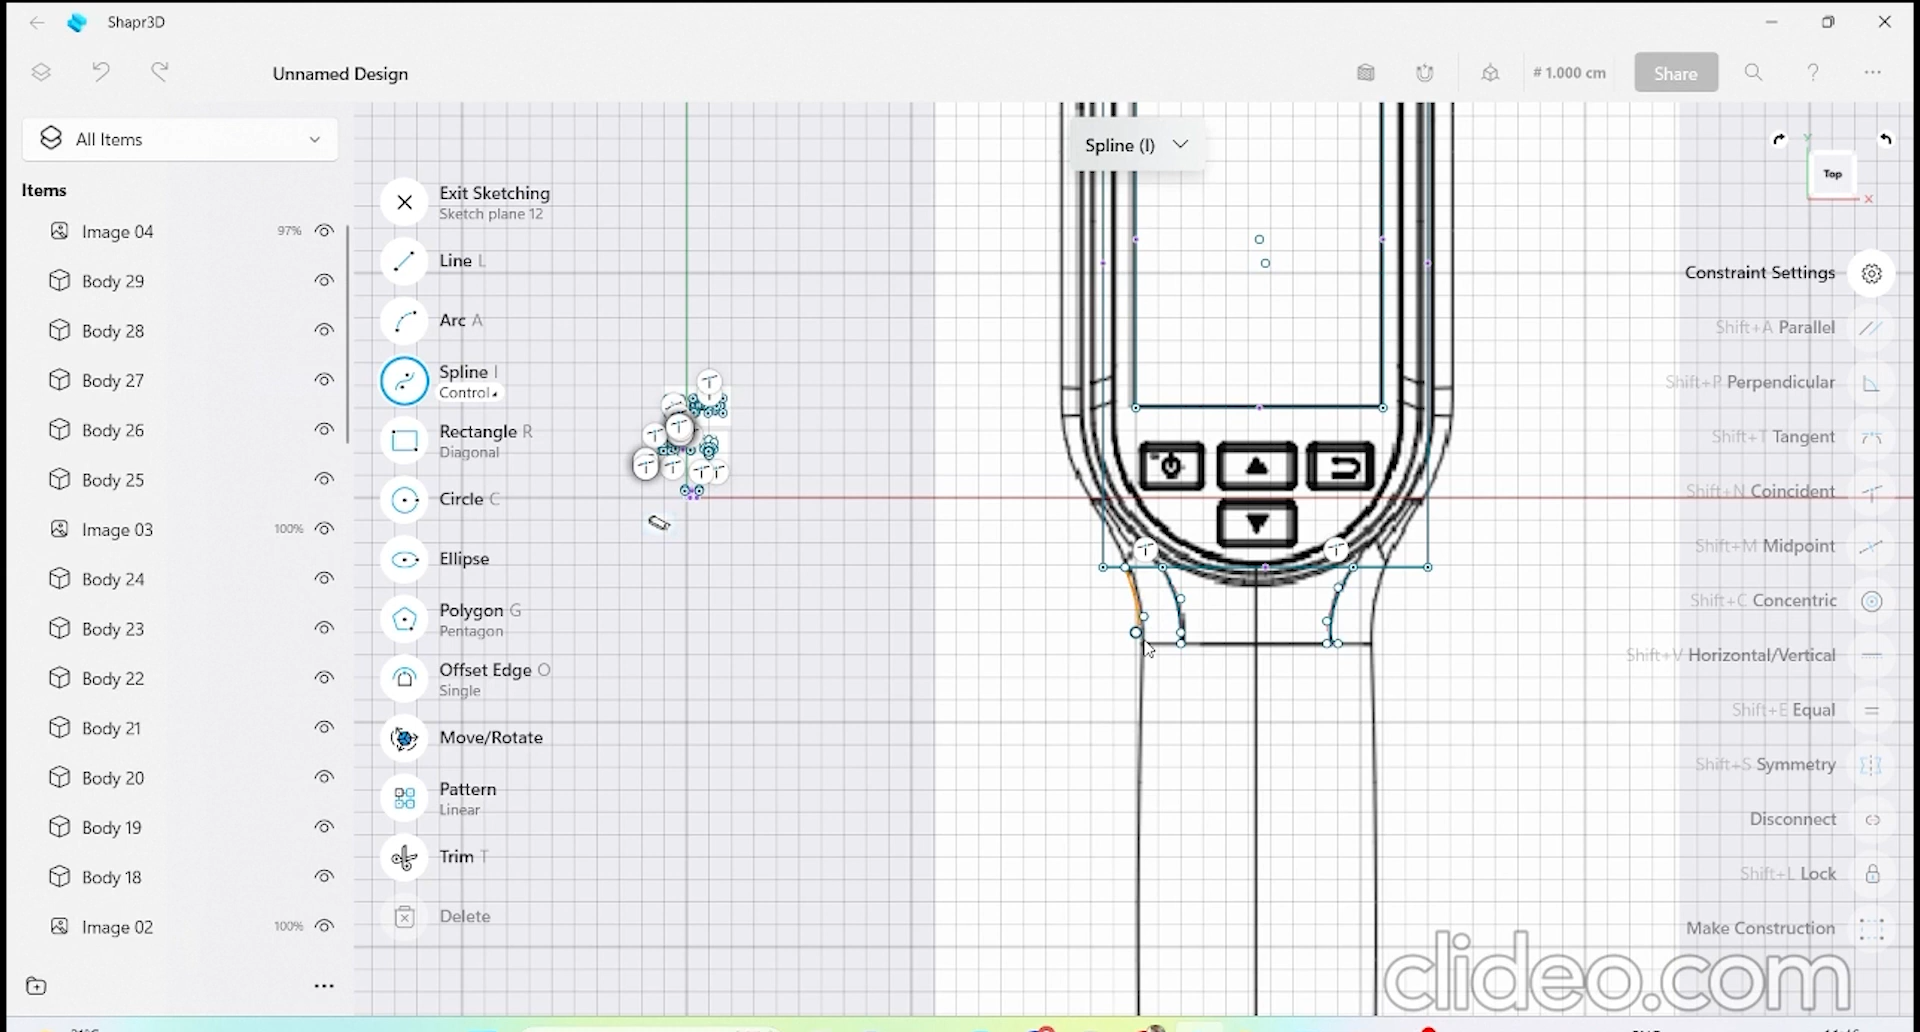 Shapr3D
Unnamed Design
# 1.000 cm
Share
?
All Items
Items
Image 04 97%
Body 29
Body 28
Body 27
Body 26
Body 25
Image 03 100%
Body 24
Body 23
Body 22
Body 21
Body 20
Body 19
Body 18
Image 02 100%
Exit Sketching
Sketch plane 12
Line L
Arc A
Spline I
Control
Rectangle R
Diagonal
Circle C
Ellipse
Polygon G
Pentagon
Offset Edge O
Single
Move/Rotate
Pattern
Linear
Trim T
Delete
Spline (I)
Y
Top
X
Constraint Settings
Shift+A Parallel
Shift+P Perpendicular
Shift+T Tangent
Shift+N Coincident
Shift+M Midpoint
Shift+C Concentric
Shift+V Horizontal/Vertical
Shift+E Equal
Shift+S Symmetry
Disconnect
Shift+L Lock
Make Construction
clideo.com